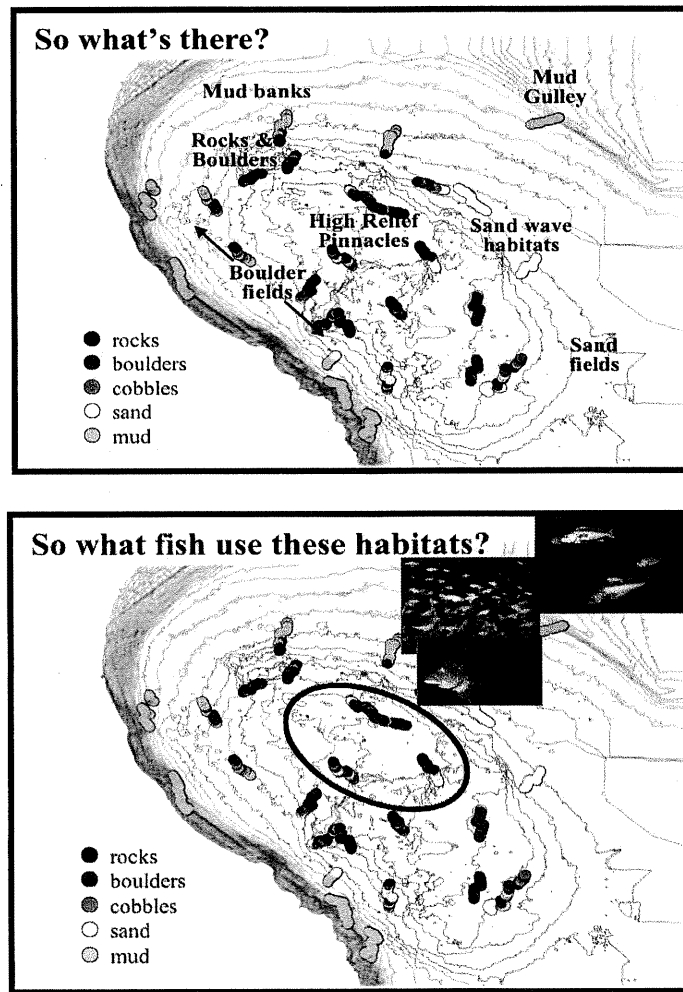 So what's there?
Mud banks
Mud
Gulley
Rocks &
Boulders
High Relief
Pinnacles
Sand wave
habitats
Boulder
fields
Sand
fields
rocks
boulders
cobbles
sand
mud
So what fish use these habitats?
rocks
boulders
cobbles
sand
mud